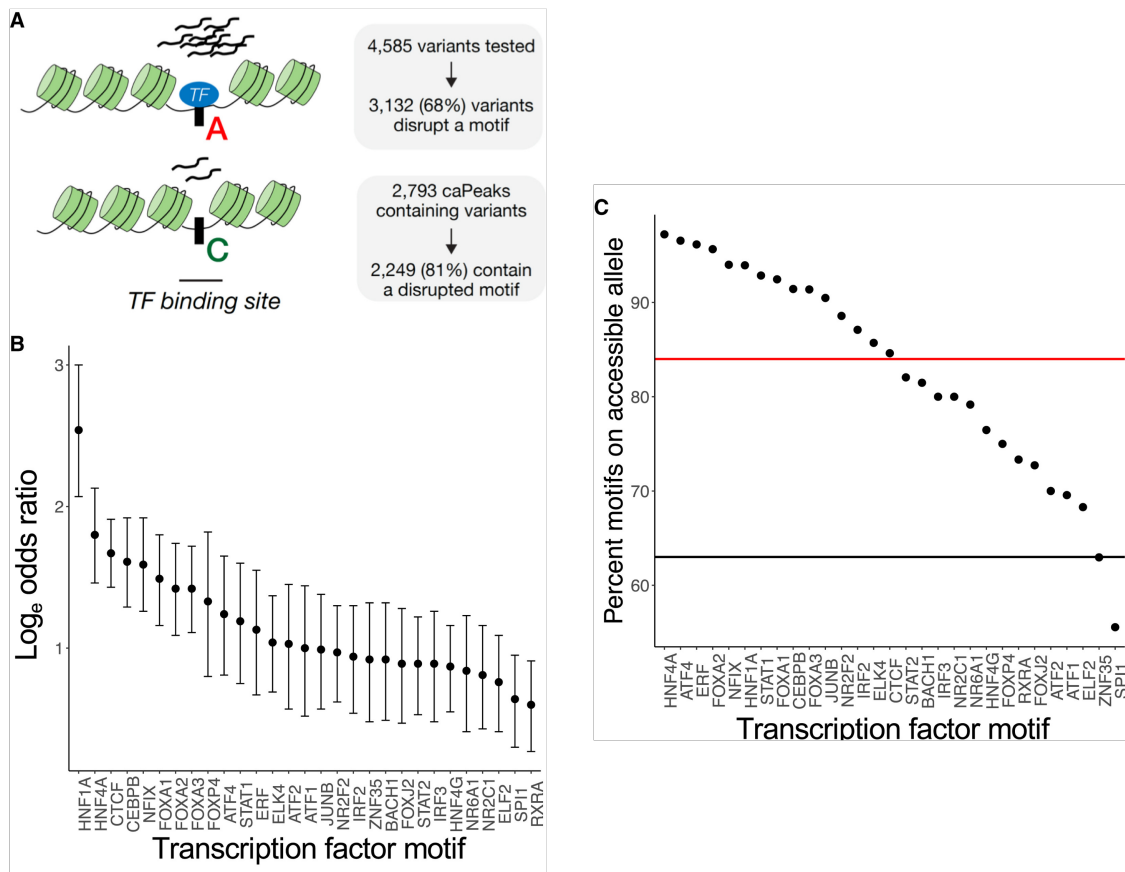 A
TF
A
C
TF binding site
4,585 variants tested
3,132 (68%) variants
disrupt a motif
2,793 caPeaks
containing variants
2,249 (81%) contain
a disrupted motif
B
Logₑ odds ratio
3
2
1
HNF1A
HNF4A
CTCF
CEBPB
NFIX
FOXA1
FOXA2
FOXA3
FOXP4
ATF4
STAT1
ERF
ELK4
ATF2
ATF1
JUNB
NR2F2
IRF2
ZNF35
BACH1
FOXJ2
STAT2
IRF3
HNF4G
NR6A1
NR2C1
ELF2
SPI1
RXRA
Transcription factor motif
C
Percent motifs on accessible allele
90
80
70
60
HNF4A
ATF4
ERF
FOXA2
NFIX
HNF1A
STAT1
FOXA1
CEBPB
FOXA3
JUNB
NR2F2
IRF2
ELK4
CTCF
STAT2
BACH1
IRF3
NR2C1
NR6A1
HNF4G
FOXP4
RXRA
FOXJ2
ATF2
ATF1
ELF2
ZNF35
SPI1
Transcription factor motif